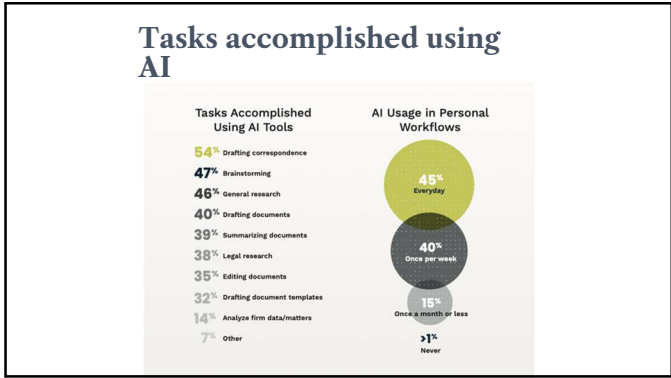 Tasks accomplished using
AI
Tasks Accomplished
Using AI Tools
54% Drafting correspondence
47% Brainstorming
46% General research
40% Drafting documents
39% Summarizing documents
38% Legal research
35% Editing documents
32% Drafting document templates
14% Analyze firm data/matters
7% Other
AI Usage in Personal
Workflows
45%
Everyday
40%
Once per week
15%
Once a month or less
>1%
Never